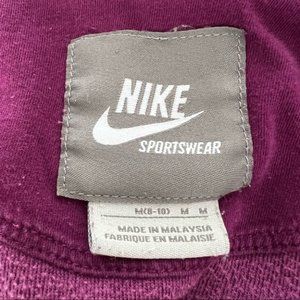 NIKE
SPORTSWEAR
M(8-10) M M
MADE IN MALAYSIA
FABRIQUE EN MALAISIE